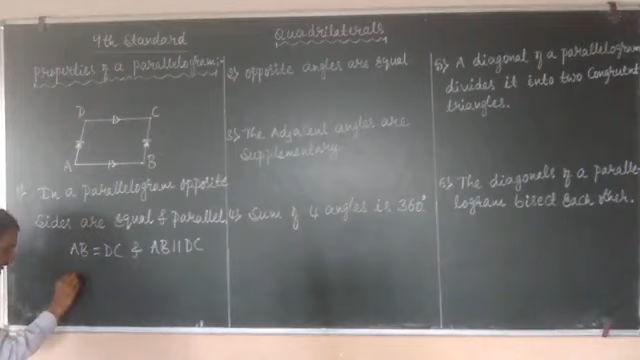 Quadrilaterals
9th Standard
properties of a parallelogram:-
D C
A B
1) In a parallelogram opposite
Sides are Equal & Parallel
AB = DC & AB || DC
2) opposite angles are equal
3) The Adjacent angles are
Supplementary.
4) Sum of 4 angles is 360°
5) A diagonal of a parallelogram
divides it into two Congruent
triangles.
6) The diagonals of a paralle-
logram bisect Each other.